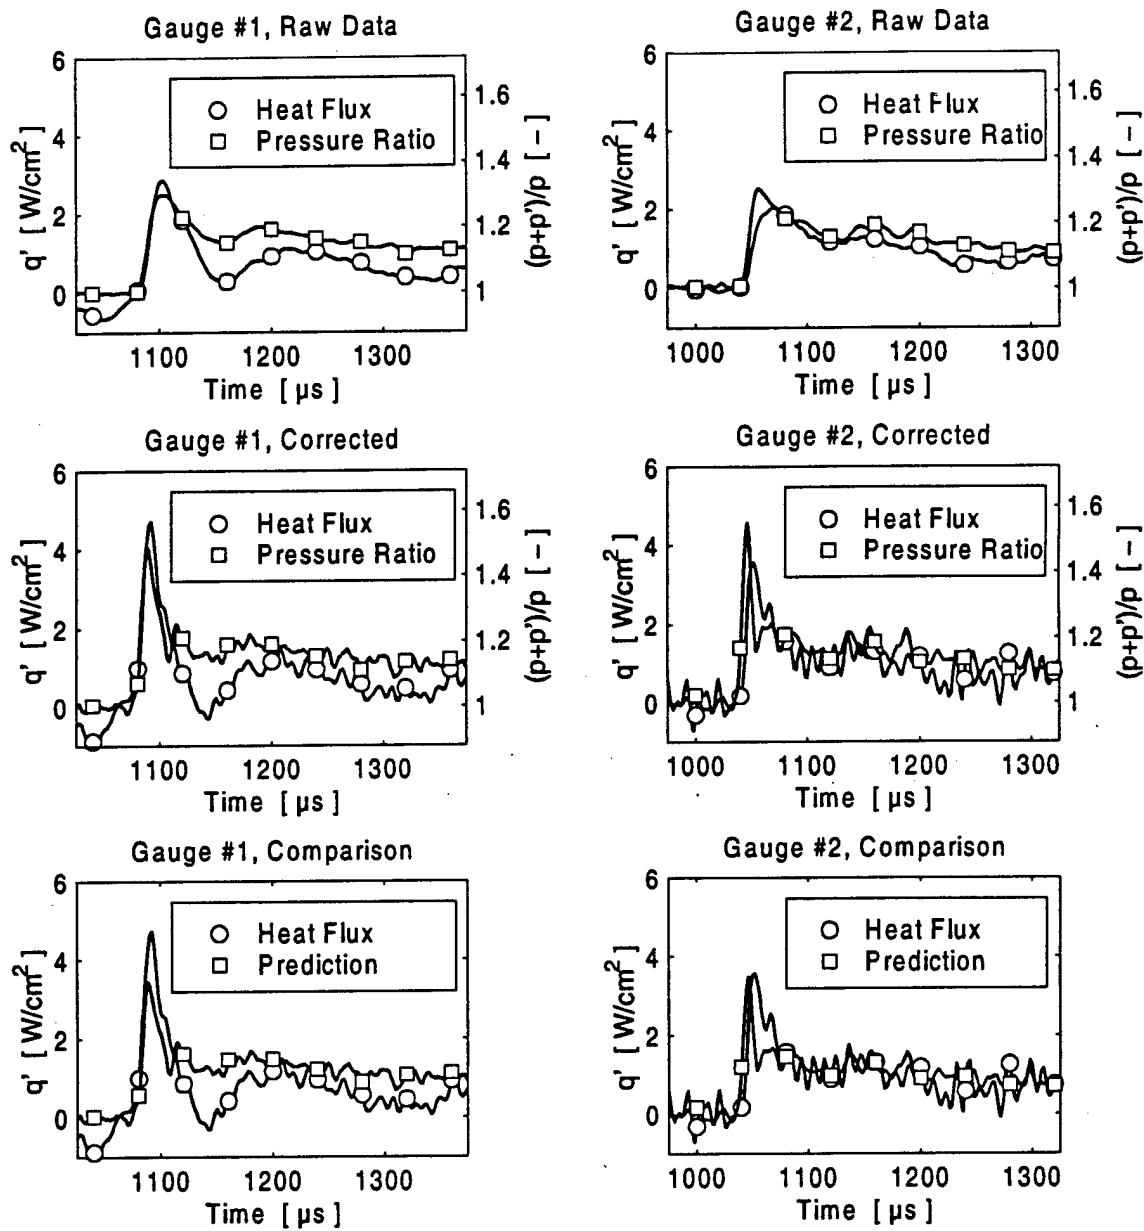 Gauge #1, Raw Data
6
4
2
0
q' [ W/cm²]
Heat Flux
Pressure Ratio
1.6
1.4
1.2
1
(p+p')/p [ – ]
1100 1200 1300
Time [ µs ]
Gauge #2, Raw Data
6
4
2
0
q' [ W/cm²]
Heat Flux
Pressure Ratio
1.6
1.4
1.2
1
(p+p')/p [ – ]
1000 1100 1200 1300
Time [ µs ]
Gauge #1, Corrected
6
4
2
0
q' [ W/cm²]
Heat Flux
Pressure Ratio
1.6
1.4
1.2
1
(p+p')/p [ – ]
1100 1200 1300
Time [ µs ]
Gauge #2, Corrected
6
4
2
0
q' [ W/cm²]
Heat Flux
Pressure Ratio
1.6
1.4
1.2
1
(p+p')/p [ – ]
1000 1100 1200 1300
Time [ µs ]
Gauge #1, Comparison
6
4
2
0
q' [ W/cm²]
Heat Flux
Prediction
1100 1200 1300
Time [ µs ]
Gauge #2, Comparison
6
4
2
0
q' [ W/cm²]
Heat Flux
Prediction
1000 1100 1200 1300
Time [ µs ]